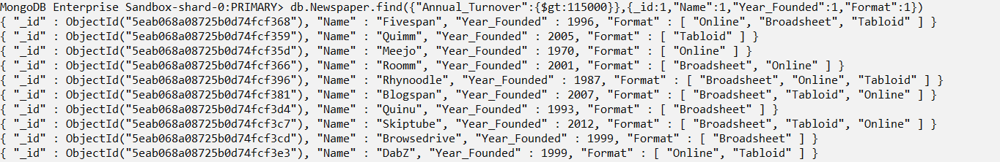 MongoDB Enterprise Sandbox-shard-0:PRIMARY> db.Newspaper.find({"Annual_Turnover":{$gt:115000}},{_id:1,"Name":1,"Year_Founded":1,"Format":1})
{ "_id" : ObjectId("5eab068a08725b0d74fcf368"), "Name" : "Fivespan", "Year_Founded" : 1996, "Format" : [ "Online", "Broadsheet", "Tabloid" ] }
{ "_id" : ObjectId("5eab068a08725b0d74fcf359"), "Name" : "Quimm", "Year_Founded" : 2005, "Format" : [ "Tabloid" ] }
{ "_id" : ObjectId("5eab068a08725b0d74fcf35d"), "Name" : "Meejo", "Year_Founded" : 1970, "Format" : [ "Online" ] }
{ "_id" : ObjectId("5eab068a08725b0d74fcf366"), "Name" : "Roomm", "Year_Founded" : 2001, "Format" : [ "Broadsheet", "Online" ] }
{ "_id" : ObjectId("5eab068a08725b0d74fcf396"), "Name" : "Rhynoodle", "Year_Founded" : 1987, "Format" : [ "Broadsheet", "Online", "Tabloid" ] }
{ "_id" : ObjectId("5eab068a08725b0d74fcf381"), "Name" : "Blogspan", "Year_Founded" : 2007, "Format" : [ "Broadsheet", "Tabloid", "Online" ] }
{ "_id" : ObjectId("5eab068a08725b0d74fcf3d4"), "Name" : "Quinu", "Year_Founded" : 1993, "Format" : [ "Broadsheet" ] }
{ "_id" : ObjectId("5eab068a08725b0d74fcf3c7"), "Name" : "Skiptube", "Year_Founded" : 2012, "Format" : [ "Broadsheet", "Tabloid", "Online" ] }
{ "_id" : ObjectId("5eab068a08725b0d74fcf3cd"), "Name" : "Browsedrive", "Year_Founded" : 1999, "Format" : [ "Broadsheet" ] }
{ "_id" : ObjectId("5eab068a08725b0d74fcf3e3"), "Name" : "DabZ", "Year_Founded" : 1999, "Format" : [ "Online", "Tabloid" ] }